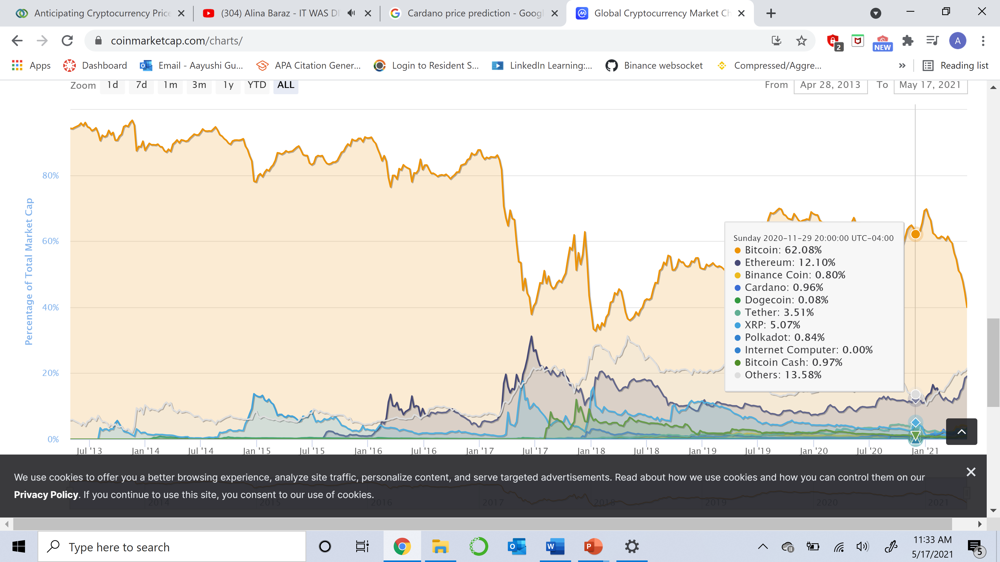 Anticipating Cryptocurrency Price
(304) Alina Baraz - IT WAS DI
Cardano price prediction - Googl
Global Cryptocurrency Market Ch
coinmarketcap.com/charts/
2
NEW
A
Apps
Dashboard
Email - Aayushi Gu...
APA Citation Gener...
Login to Resident S...
LinkedIn Learning:...
Binance websocket
Compressed/Aggre...
»
Reading list
Zoom 1d 7d 1m 3m 1y YTD ALL
From Apr 28, 2013 To May 17, 2021
80%
60%
40%
20%
0%
Percentage of Total Market Cap
Sunday 2020-11-29 20:00:00 UTC-04:00
Bitcoin: 62.08%
Ethereum: 12.10%
Binance Coin: 0.80%
Cardano: 0.96%
Dogecoin: 0.08%
Tether: 3.51%
XRP: 5.07%
Polkadot: 0.84%
Internet Computer: 0.00%
Bitcoin Cash: 0.97%
Others: 13.58%
Jul '13 Jan '14 Jul '14 Jan '15 Jul '15 Jan '16 Jul '16 Jan '17 Jul '17 Jan '18 Jul '18 Jan '19 Jul '19 Jan '20 Jul '20 Jan '21
We use cookies to offer you a better browsing experience, analyze site traffic, personalize content, and serve targeted advertisements. Read about how we use cookies and how you can control them on our
Privacy Policy. If you continue to use this site, you consent to our use of cookies.
2014 2015 2016 2017 2018 2019 2020 2021
Type here to search
O
W
P
11:33 AM
5/17/2021
5